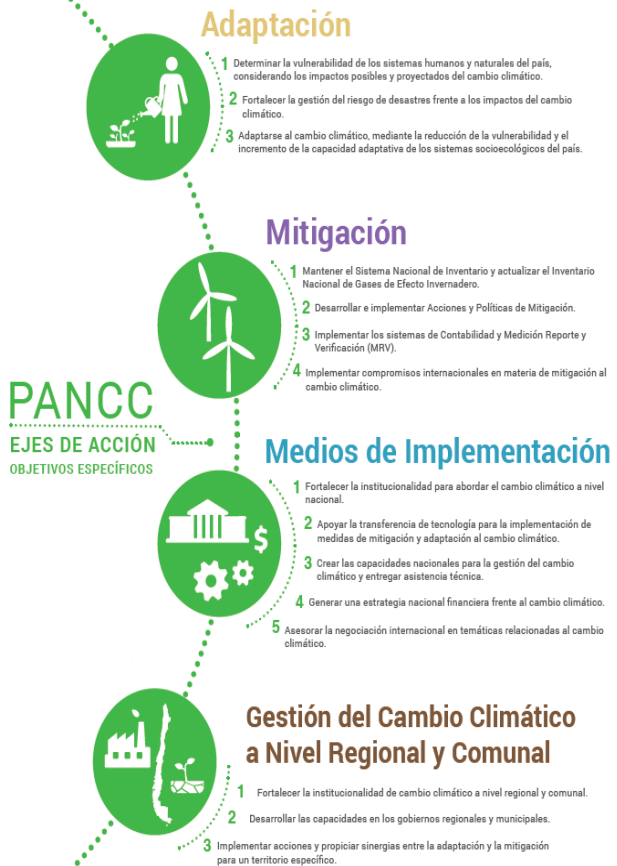 Adaptación
1 Determinar la vulnerabilidad de los sistemas humanos y naturales del país,
considerando los impactos posibles y proyectados del cambio climático.
2 Fortalecer la gestión del riesgo de desastres frente a los impactos del cambio
climático.
3 Adaptarse al cambio climático, mediante la reducción de la vulnerabilidad y el
incremento de la capacidad adaptativa de los sistemas socioecológicos del país.
Mitigación
1 Mantener el Sistema Nacional de Inventario y actualizar el Inventario
Nacional de Gases de Efecto Invernadero.
2 Desarrollar e implementar Acciones y Políticas de Mitigación.
3 Implementar los sistemas de Contabilidad y Medición Reporte y
Verificación (MRV).
4 Implementar compromisos internacionales en materia de mitigación al
cambio climático.
PANCC
EJES DE ACCIÓN
OBJETIVOS ESPECÍFICOS
Medios de Implementación
1 Fortalecer la institucionalidad para abordar el cambio climático a nivel
nacional.
2 Apoyar la transferencia de tecnología para la implementación de
medidas de mitigación y adaptación al cambio climático.
$
3 Crear las capacidades nacionales para la gestión del cambio
climático y entregar asistencia técnica.
4 Generar una estrategia nacional financiera frente al cambio climático.
5 Asesorar la negociación internacional en temáticas relacionadas al cambio
climático.
Gestión del Cambio Climático
a Nivel Regional y Comunal
1 Fortalecer la institucionalidad de cambio climático a nivel regional y comunal.
2 Desarrollar las capacidades en los gobiernos regionales y municipales.
3 Implementar acciones y propiciar sinergias entre la adaptación y la mitigación
para un territorio específico.